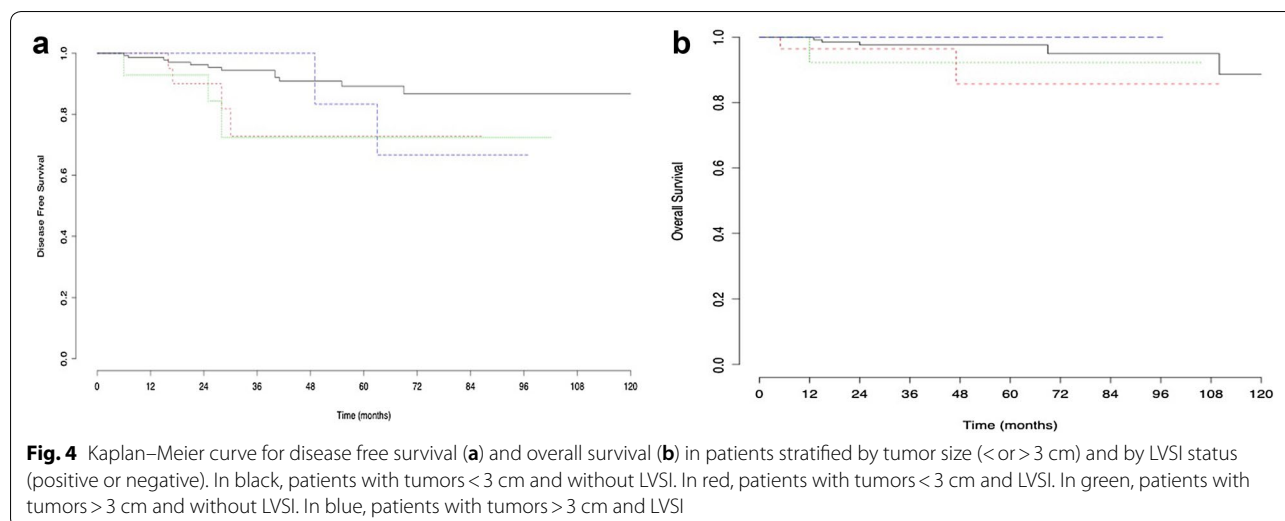 a
Disease Free Survival
1.0
0.8
0.6
0.4
0.2
0.0
0 12 24 36 48 60 72 84 96 108 120
Time (months)
b
Overall Survival
1.0
0.8
0.6
0.4
0.2
0.0
0 12 24 36 48 60 72 84 96 108 120
Time (months)
Fig. 4 Kaplan–Meier curve for disease free survival (a) and overall survival (b) in patients stratified by tumor size (< or > 3 cm) and by LVSI status
(positive or negative). In black, patients with tumors < 3 cm and without LVSI. In red, patients with tumors < 3 cm and LVSI. In green, patients with
tumors > 3 cm and without LVSI. In blue, patients with tumors > 3 cm and LVSI